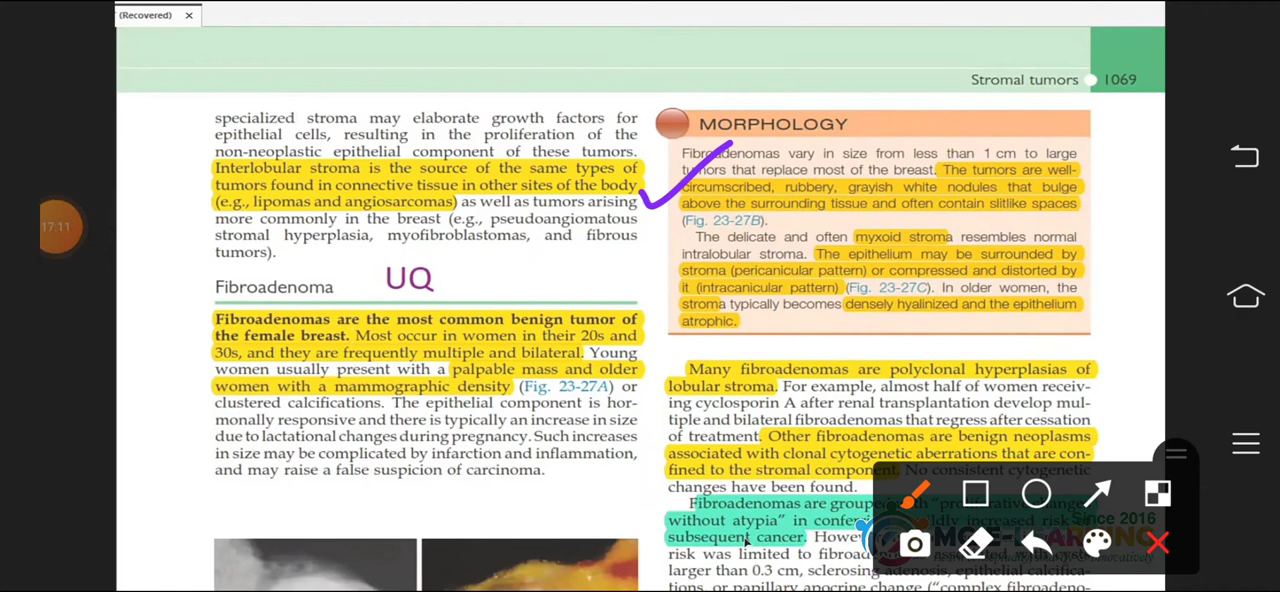 (Recovered) ×
Stromal tumors 1069
specialized stroma may elaborate growth factors for
epithelial cells, resulting in the proliferation of the
non-neoplastic epithelial component of these tumors.
Interlobular stroma is the source of the same types of
tumors found in connective tissue in other sites of the body
(e.g., lipomas and angiosarcomas) as well as tumors arising
more commonly in the breast (e.g., pseudoangiomatous
stromal hyperplasia, myofibroblastomas, and fibrous
tumors).
UQ
Fibroadenoma
Fibroadenomas are the most common benign tumor of
the female breast. Most occur in women in their 20s and
30s, and they are frequently multiple and bilateral. Young
women usually present with a palpable mass and older
women with a mammographic density (Fig. 23-27A) or
clustered calcifications. The epithelial component is hor-
monally responsive and there is typically an increase in size
due to lactational changes during pregnancy. Such increases
in size may be complicated by infarction and inflammation,
and may raise a false suspicion of carcinoma.
MORPHOLOGY
Fibroadenomas vary in size from less than 1 cm to large
tumors that replace most of the breast. The tumors are well-
circumscribed, rubbery, grayish white nodules that bulge
above the surrounding tissue and often contain slitlike spaces
(Fig. 23-27B).
The delicate and often myxoid stroma resembles normal
intralobular stroma. The epithelium may be surrounded by
stroma (pericanicular pattern) or compressed and distorted by
it (intracanicular pattern) (Fig. 23-27C). In older women, the
stroma typically becomes densely hyalinized and the epithelium
atrophic.
Many fibroadenomas are polyclonal hyperplasias of
lobular stroma. For example, almost half of women receiv-
ing cyclosporin A after renal transplantation develop mul-
tiple and bilateral fibroadenomas that regress after cessation
of treatment. Other fibroadenomas are benign neoplasms
associated with clonal cytogenetic aberrations that are con-
fined to the stromal component. No consistent cytogenetic
changes have been found.
Fibroadenomas are grouped
without atypia" in
subsequent cancer.
risk was limited to
larger than 0.3 cm, sclerosing
tions, or papillary apocrine change ("complex fibroadeno-
Since 2016
17:11